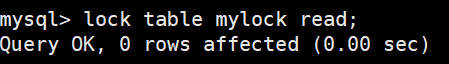 mysql> lock table mylock read;
Query OK, 0 rows affected (0.00 sec)